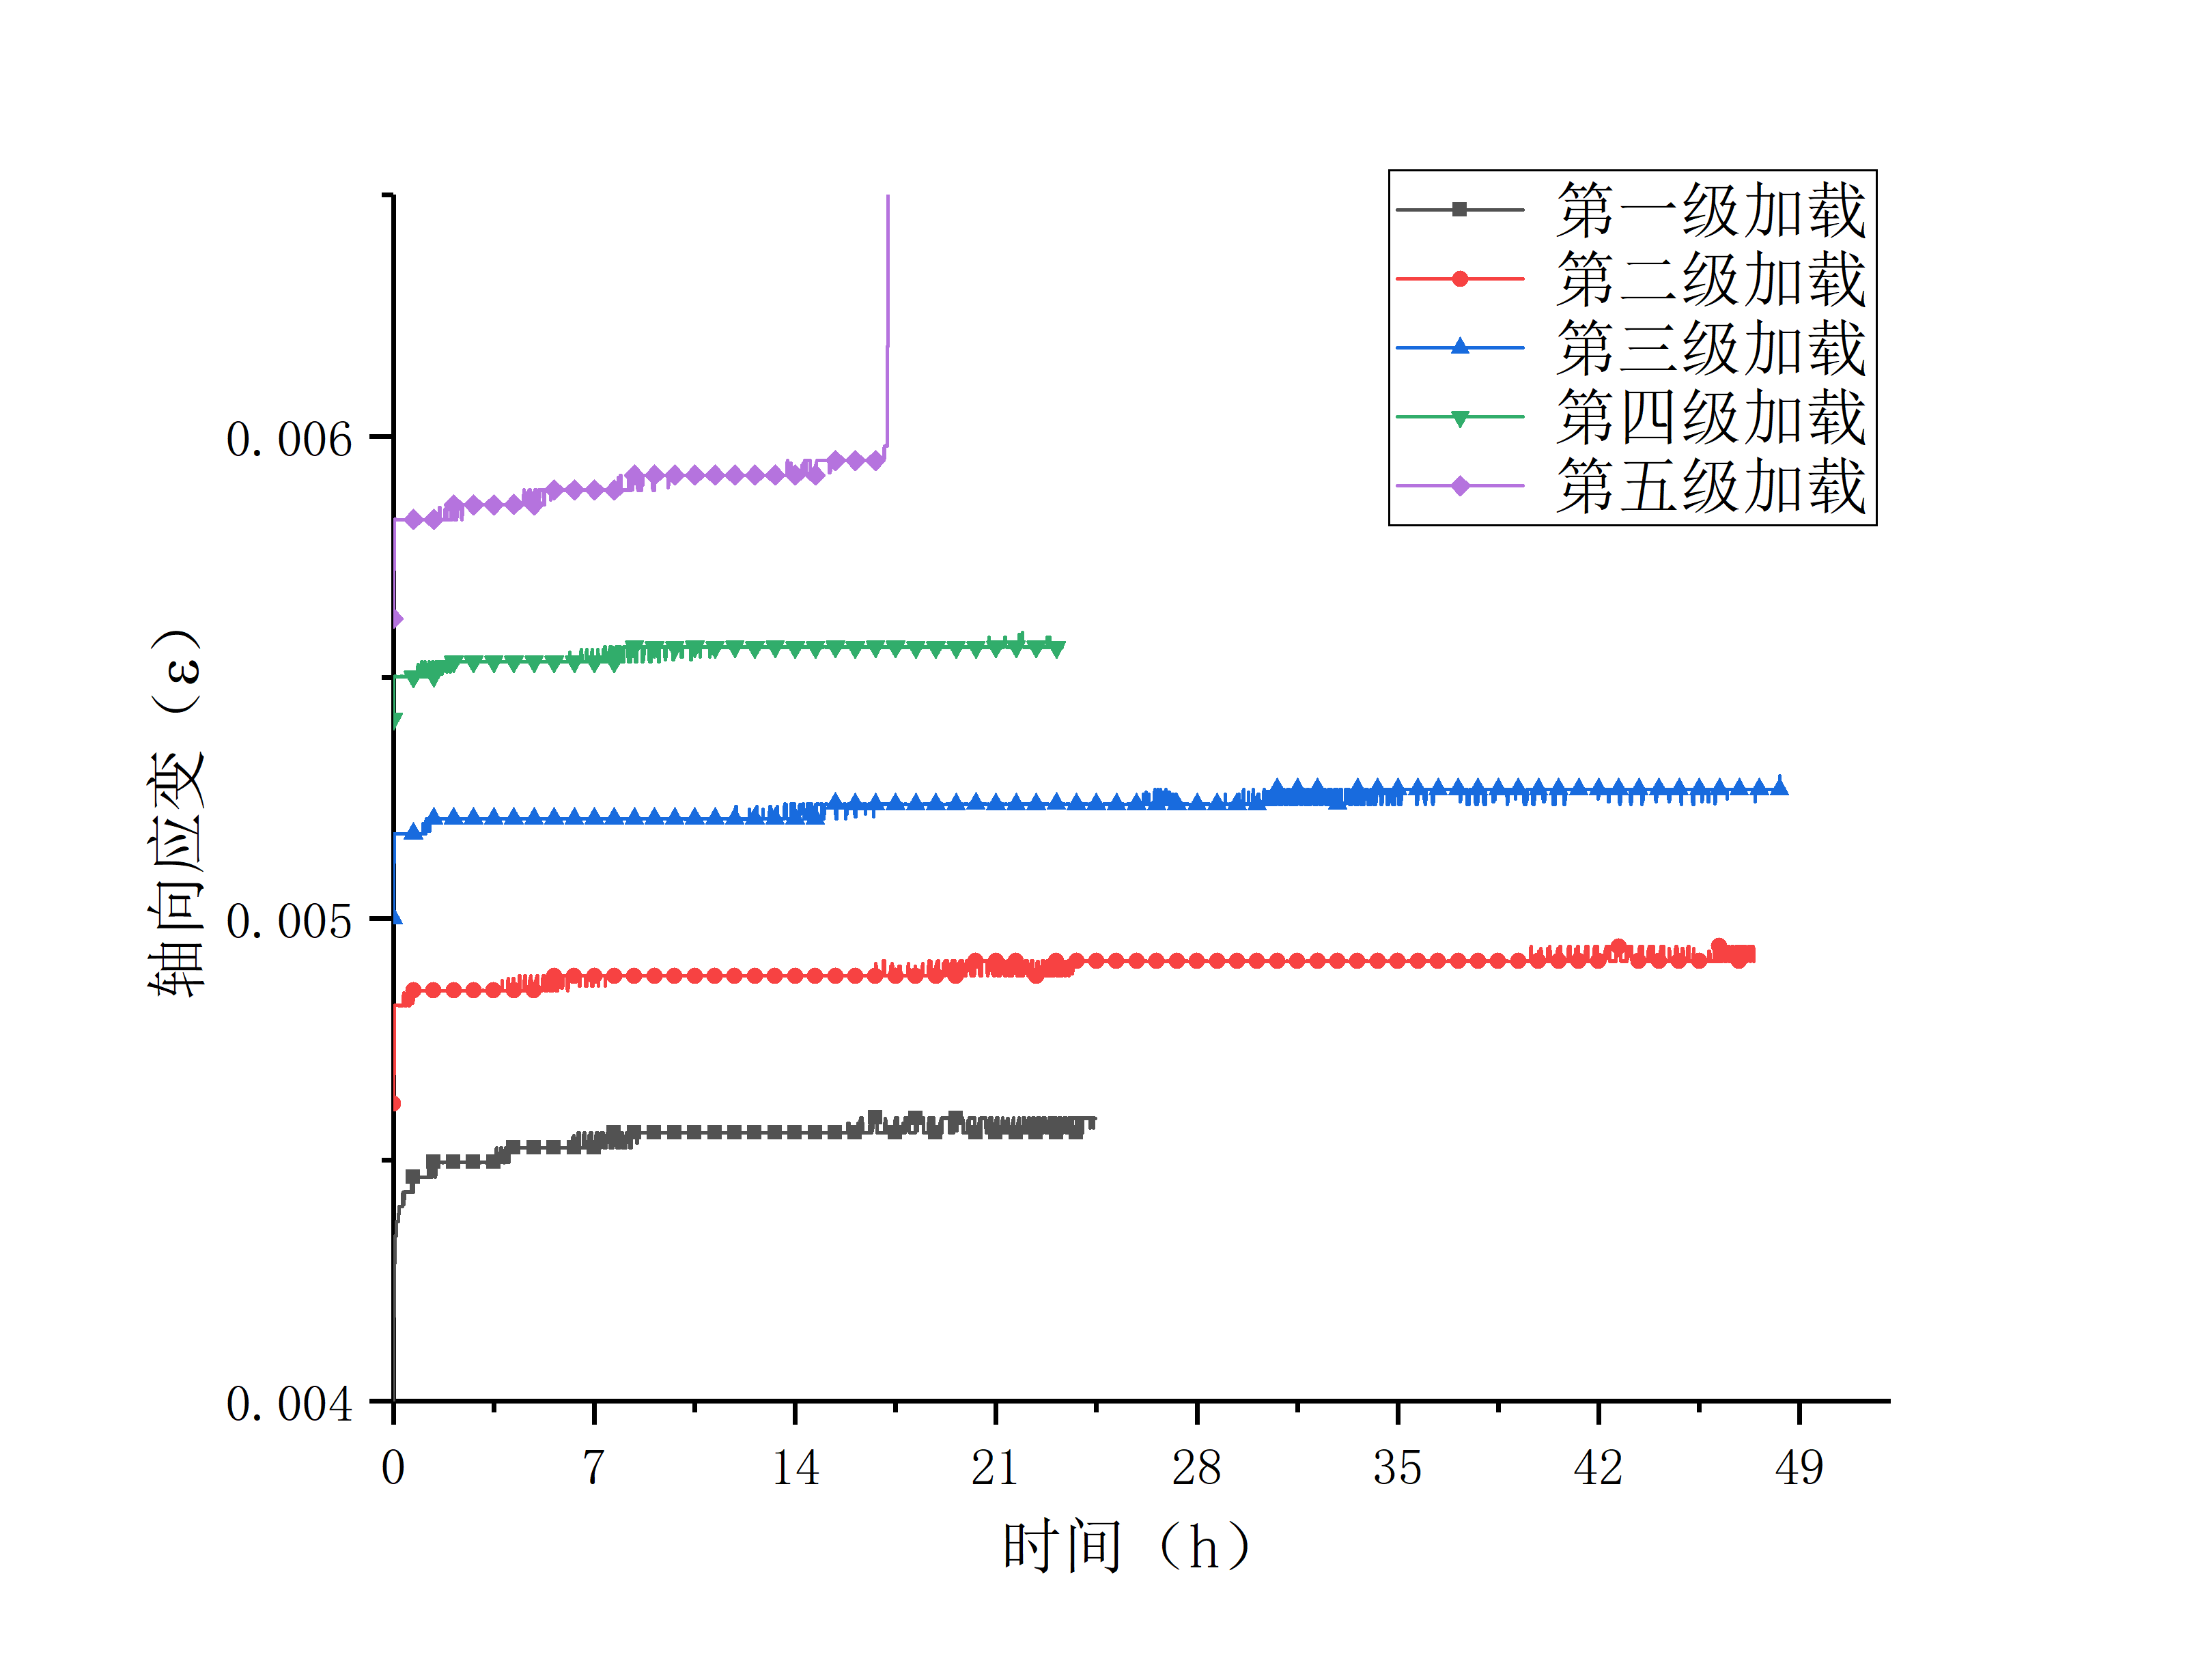 第一级加载
第二级加载
第三级加载
第四级加载
第五级加载
0.006
0.005
0.004
轴向应变（ε）
0 7 14 21 28 35 42 49
时间（h）